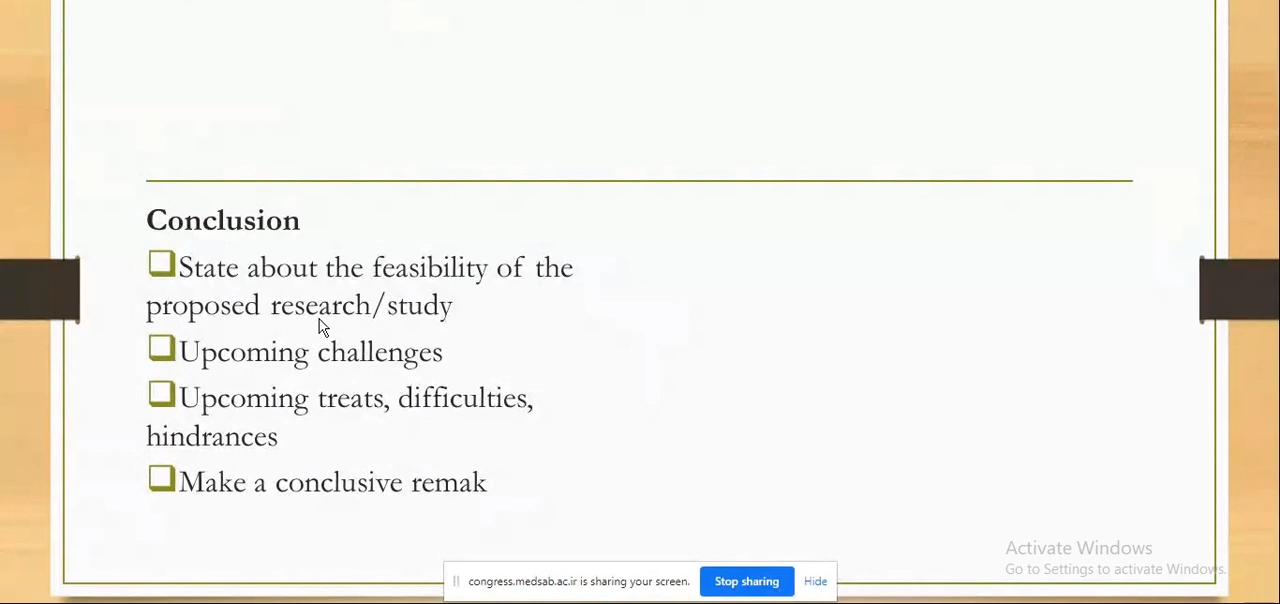 Conclusion
State about the feasibility of the
proposed research/study
Upcoming challenges
Upcoming treats, difficulties,
hindrances
Make a conclusive remak
Activate Windows
Go to Settings to activate Windows.
congress.medsab.ac.ir is sharing your screen. Stop sharing Hide